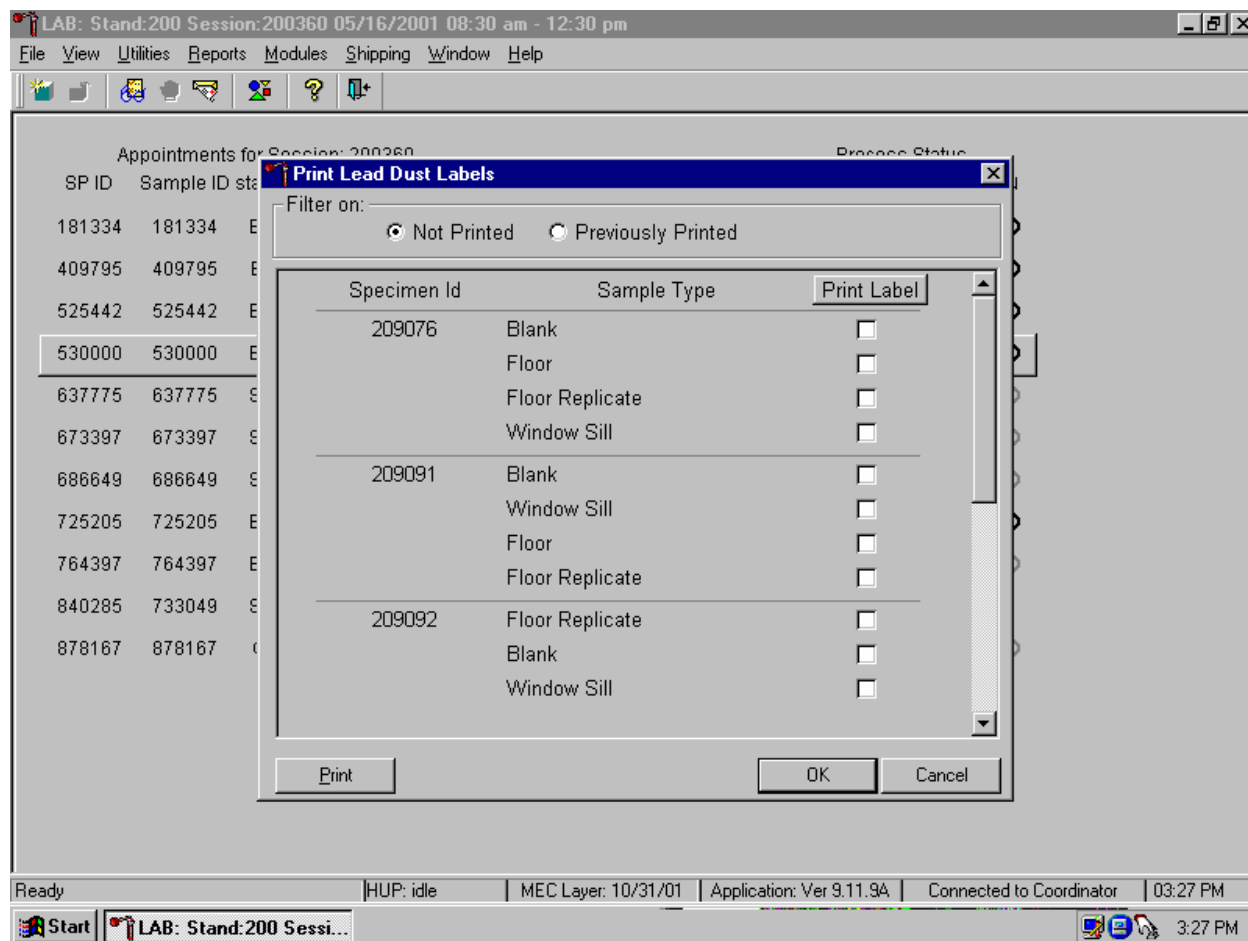 LAB: Stand:200 Session:200360 05/16/2001 08:30 am - 12:30 pm
File View Utilities Reports Modules Shipping Window Help
Appointments for Session: 200360 Process Status
SP ID Sample ID
Print Lead Dust Labels
Filter on:
Not Printed Previously Printed
Specimen Id Sample Type Print Label
209076 Blank
Floor
Floor Replicate
Window Sill
209091 Blank
Window Sill
Floor
Floor Replicate
209092 Floor Replicate
Blank
Window Sill
Print OK Cancel
181334 181334 E
409795 409795 E
525442 525442 E
530000 530000 E
637775 637775 S
673397 673397 S
686649 686649 S
725205 725205 E
764397 764397 E
840285 733049 S
878167 878167
Ready HUP: idle MEC Layer: 10/31/01 Application: Ver 9.11.9A Connected to Coordinator 03:27 PM
Start LAB: Stand:200 Sessi... 3:27 PM